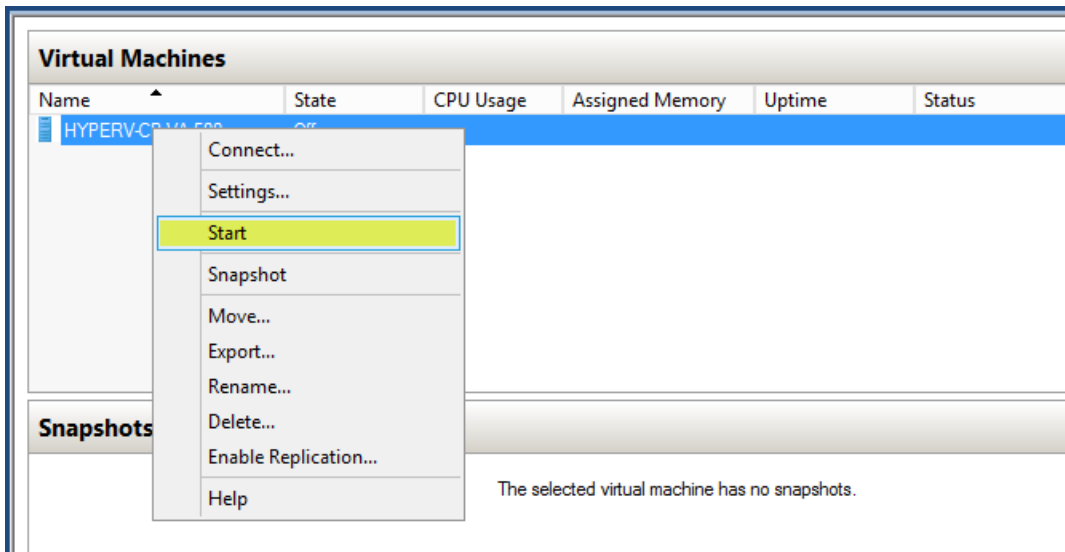 Virtual Machines
Name State CPU Usage Assigned Memory Uptime Status
Connect...
Settings...
Start
Snapshot
Move...
Export...
Rename...
Delete...
Enable Replication...
Help
Snapshots
The selected virtual machine has no snapshots.